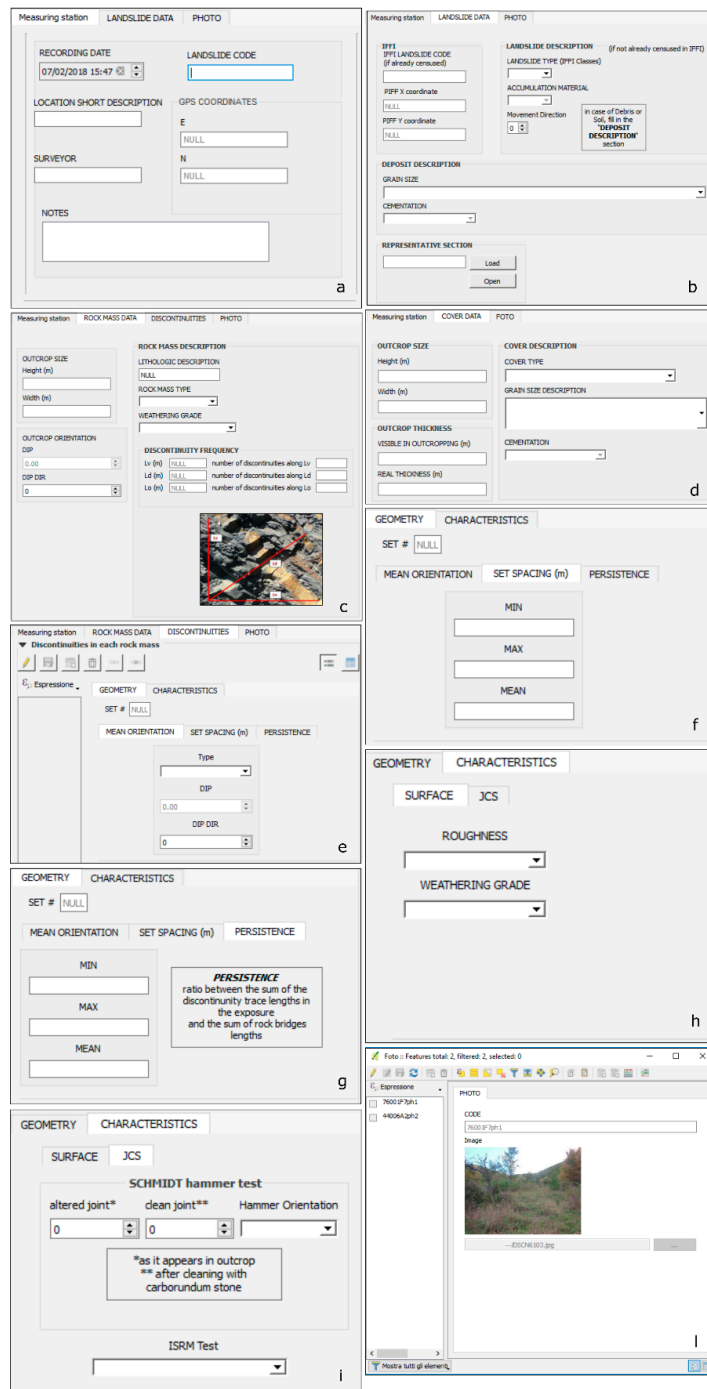 Measuring station LANDSLIDE DATA PHOTO
RECORDING DATE
07/02/2018 15:47
LANDSLIDE CODE
LOCATION SHORT DESCRIPTION
GPS COORDINATES
E
NULL
SURVEYOR
N
NULL
NOTES
a
Measuring station LANDSLIDE DATA PHOTO
IFFI
IFFI LANDSLIDE CODE
(if already censused)
PIFF X coordinate
NULL
PIFF Y coordinate
NULL
LANDSLIDE DESCRIPTION (if not already censused in IFFI)
LANDSLIDE TYPE (IFFI Classes)
ACCUMULATION MATERIAL
Movement Direction
0
in case of Debris or
Soil, fill in the
"DEPOSIT
DESCRIPTION"
section
DEPOSIT DESCRIPTION
GRAIN SIZE
CEMENTATION
REPRESENTATIVE SECTION
Load
Open
b
Measuring station ROCK MASS DATA DISCONTINUITIES PHOTO
OUTCROP SIZE
Height (m)
Width (m)
OUTCROP ORIENTATION
DIP
0.00
DIP DIR
0
ROCK MASS DESCRIPTION
LITHOLOGIC DESCRIPTION
NULL
ROCK MASS TYPE
WEATHERING GRADE
DISCONTINUITY FREQUENCY
Lv (m) NULL number of discontinuities along Lv
Ld (m) NULL number of discontinuities along Ld
Lo (m) NULL number of discontinuities along Lo
c
Measuring station COVER DATA FOTO
OUTCROP SIZE
Height (m)
Width (m)
OUTCROP THICKNESS
VISIBLE IN OUTCROPPING (m)
REAL THICKNESS (m)
COVER DESCRIPTION
COVER TYPE
GRAIN SIZE DESCRIPTION
CEMENTATION
d
Measuring station ROCK MASS DATA DISCONTINUITIES PHOTO
Discontinuities in each rock mass
Espressione
GEOMETRY CHARACTERISTICS
SET # NULL
MEAN ORIENTATION SET SPACING (m) PERSISTENCE
Type
DIP
0.00
DIP DIR
0
e
GEOMETRY CHARACTERISTICS
SET # NULL
MEAN ORIENTATION SET SPACING (m) PERSISTENCE
MIN
MAX
MEAN
f
GEOMETRY CHARACTERISTICS
SET # NULL
MEAN ORIENTATION SET SPACING (m) PERSISTENCE
MIN
MAX
MEAN
PERSISTENCE
ratio between the sum of the
discontinunity trace lengths in
the exposure
and the sum of rock bridges
lengths
g
GEOMETRY CHARACTERISTICS
SURFACE JCS
ROUGHNESS
WEATHERING GRADE
h
GEOMETRY CHARACTERISTICS
SURFACE JCS
SCHMIDT hammer test
altered joint* clean joint** Hammer Orientation
0 0
*as it appears in outcrop
** after cleaning with
carborundum stone
ISRM Test
i
Foto :: Features total: 2, filtered: 2, selected: 0
Espressione
76001F7ph1
44006A2ph2
PHOTO
CODE
76001F7ph1
Image
.../DSCN6103.jpg
...
Mostra tutti gli elementi
l